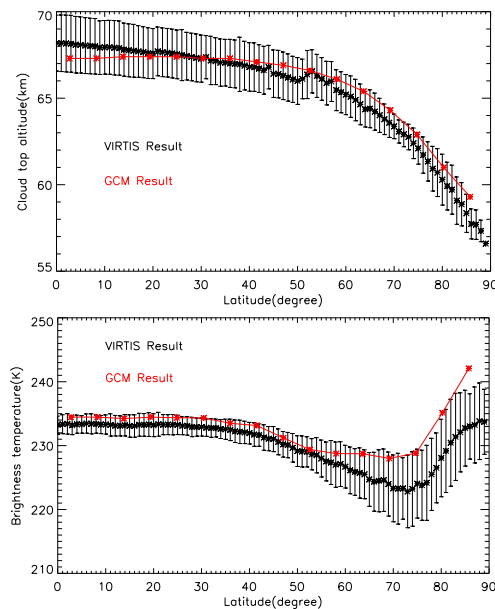 70
65
60
55
Cloud top altitude(km)
VIRTIS Result
GCM Result
0 10 20 30 40 50 60 70 80 90
Latitude(degree)
250
240
230
220
210
Brightness temperature(K)
VIRTIS Result
GCM Result
0 10 20 30 40 50 60 70 80 90
Latitude(degree)